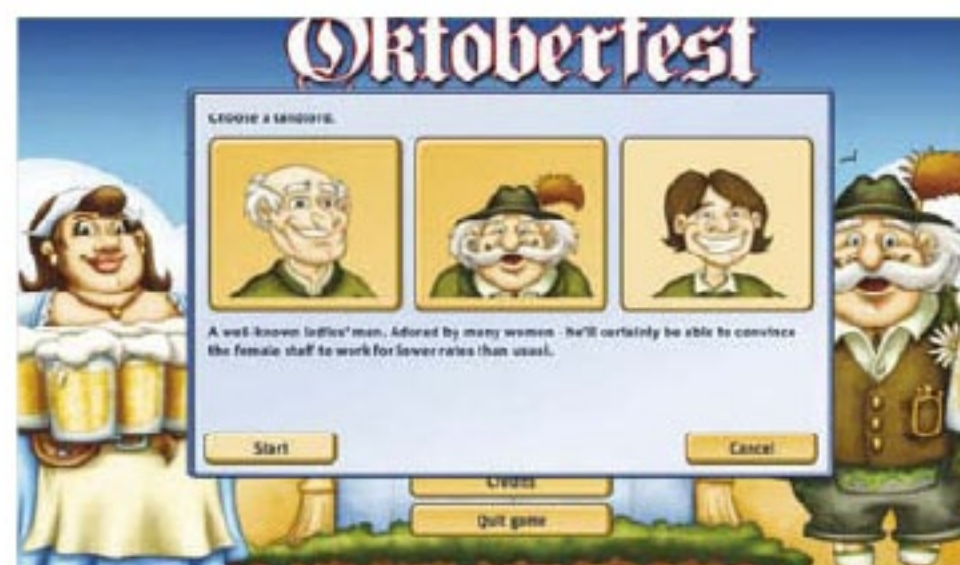 Oktoberfest
Choose a landlord.
A well-known ladies' man. Adored by many women - he'll certainly be able to convince
the female staff to work for lower rates than usual.
Start
Cancel
Credits
Quit game